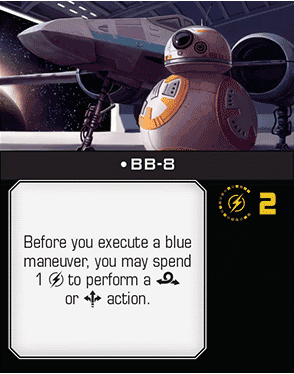 • BB-8
2
Before you execute a blue
maneuver, you may spend
1 to perform a
or action.